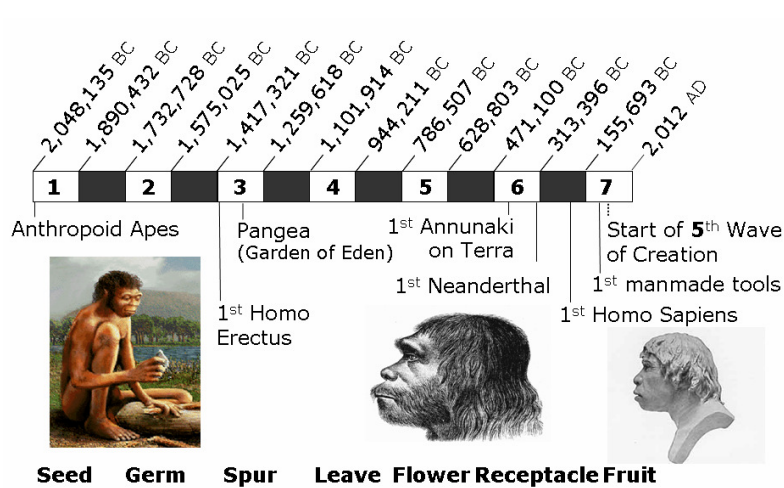 2,048,135 BC
1,890,432 BC
1,732,728 BC
1,575,025 BC
1,417,321 BC
1,259,618 BC
1,101,914 BC
944,211 BC
786,507 BC
628,803 BC
471,100 BC
313,396 BC
155,693 BC
2,012 AD
1 2 3 4 5 6 7
Anthropoid Apes
Pangea
(Garden of Eden)
1st Annunaki
on Terra
Start of 5th Wave
of Creation
1st Neanderthal
1st manmade tools
1st Homo
Erectus
1st Homo Sapiens
Seed Germ Spur Leave Flower Receptacle Fruit